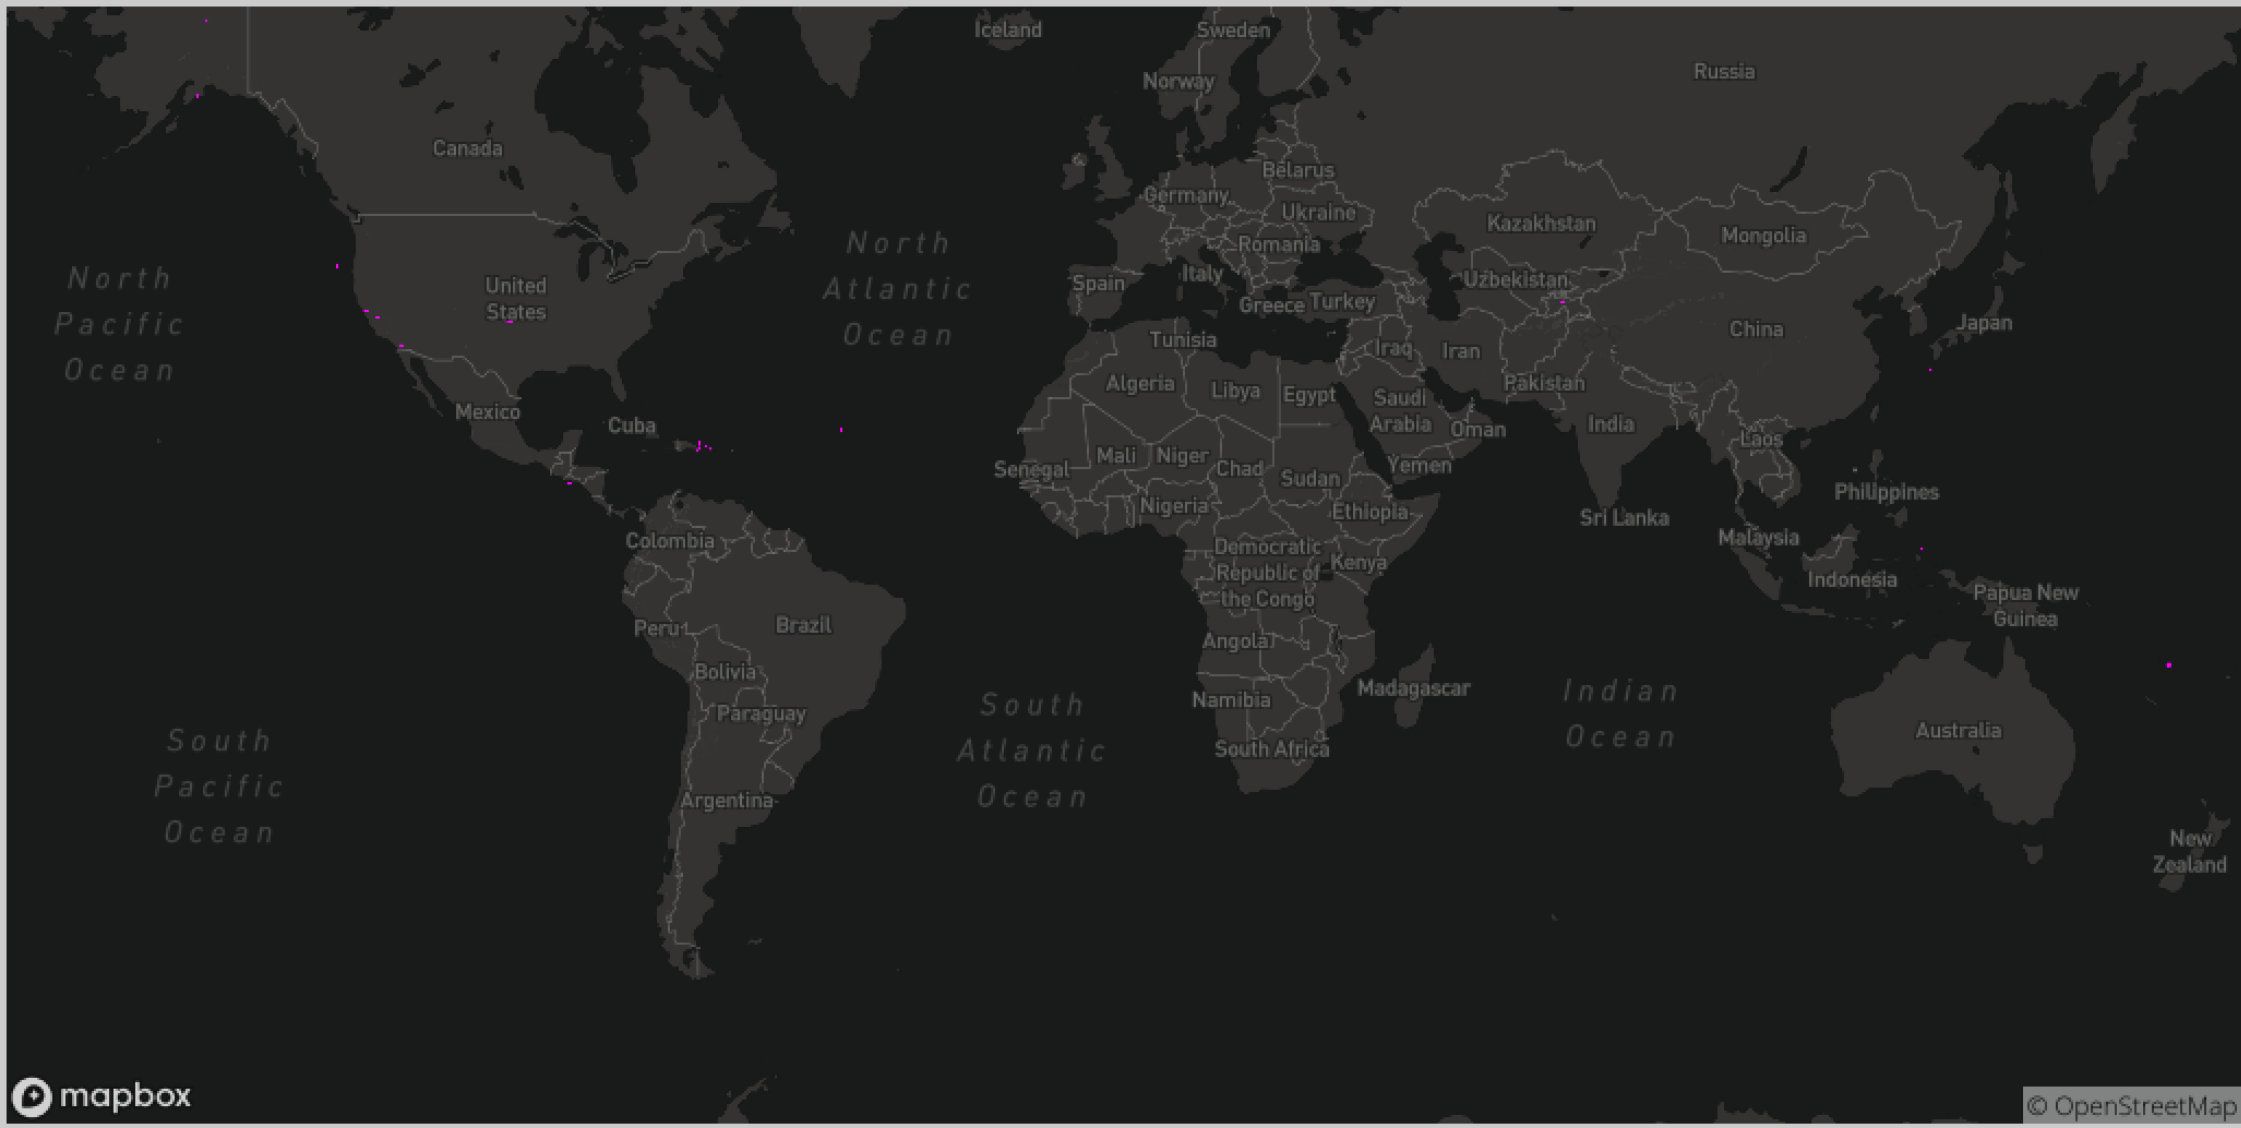 Iceland
Sweden
Norway
Russia
Canada
Belarus
Germany
Ukraine
Kazakhstan
Mongolia
North
Atlantic
Ocean
Romania
North
Pacific
Ocean
United
States
Spain
Italy
Greece
Turkey
Uzbekistan
China
Japan
Tunisia
Iraq
Iran
Algeria
Libya
Egypt
Saudi
Arabia
Pakistan
Mexico
Cuba
Oman
India
Laos
Mali
Niger
Chad
Senegal
Yemen
Sudan
Philippines
Nigeria
Ethiopia
Sri Lanka
Colombia
Malaysia
Democratic
Republic of
the Congo
Kenya
Indonesia
Papua New
Guinea
Peru
Brazil
Angola
Bolivia
Namibia
Madagascar
Indian
Ocean
South
Atlantic
Ocean
Paraguay
Australia
South
Pacific
Ocean
South Africa
Argentina
New
Zealand
mapbox
© OpenStreetMap